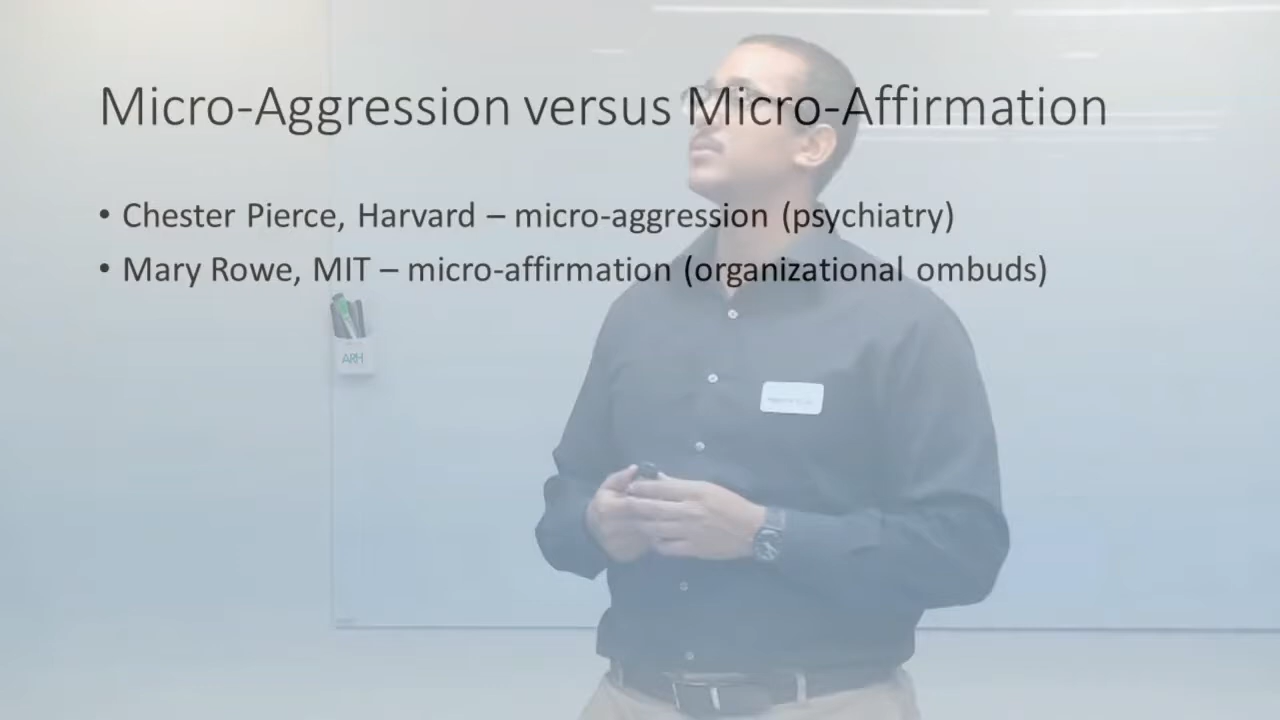 Micro-Aggression versus Micro-Affirmation
• Chester Pierce, Harvard – micro-aggression (psychiatry)
• Mary Rowe, MIT – micro-affirmation (organizational ombuds)
ARH